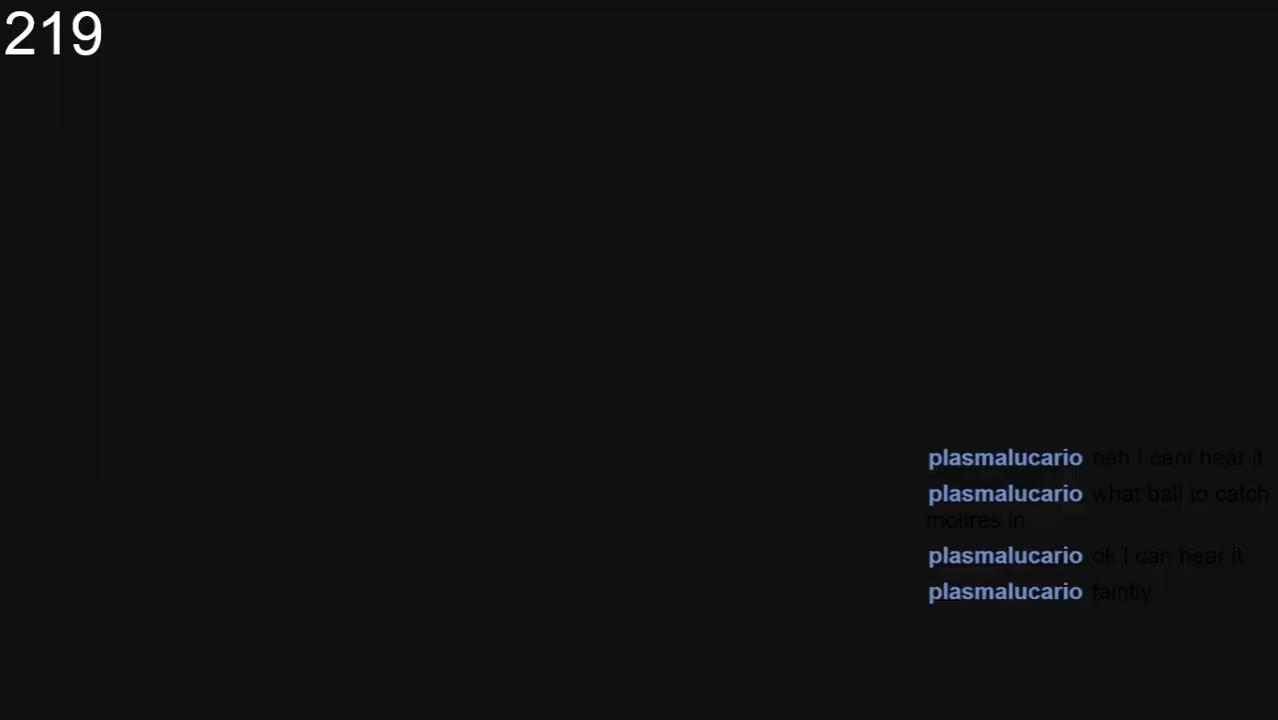 219
plasmalucario nah I cant hear it
plasmalucario what ball to catch
moltres in
plasmalucario ok I can hear it
plasmalucario faintly